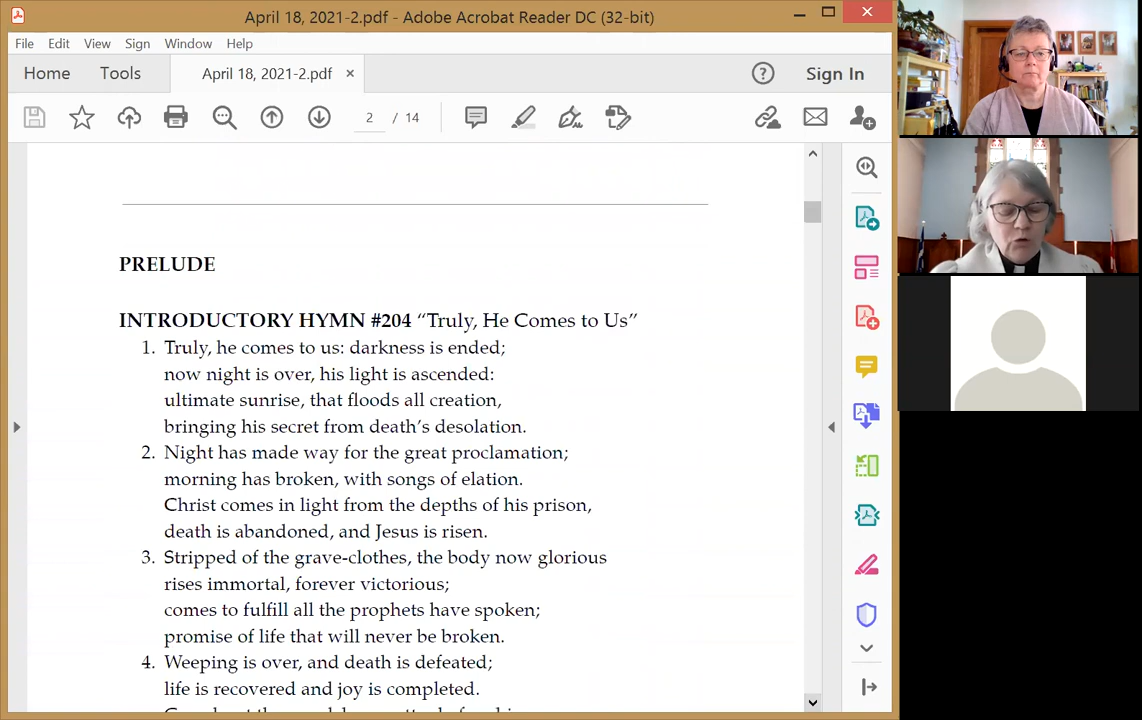 April 18, 2021-2.pdf - Adobe Acrobat Reader DC (32-bit)
File Edit View Sign Window Help
Home Tools April 18, 2021-2.pdf × Sign In
2 / 14
PRELUDE
INTRODUCTORY HYMN #204 “Truly, He Comes to Us”
1. Truly, he comes to us: darkness is ended;
now night is over, his light is ascended:
ultimate sunrise, that floods all creation,
bringing his secret from death’s desolation.
2. Night has made way for the great proclamation;
morning has broken, with songs of elation.
Christ comes in light from the depths of his prison,
death is abandoned, and Jesus is risen.
3. Stripped of the grave-clothes, the body now glorious
rises immortal, forever victorious;
comes to fulfill all the prophets have spoken;
promise of life that will never be broken.
4. Weeping is over, and death is defeated;
life is recovered and joy is completed.